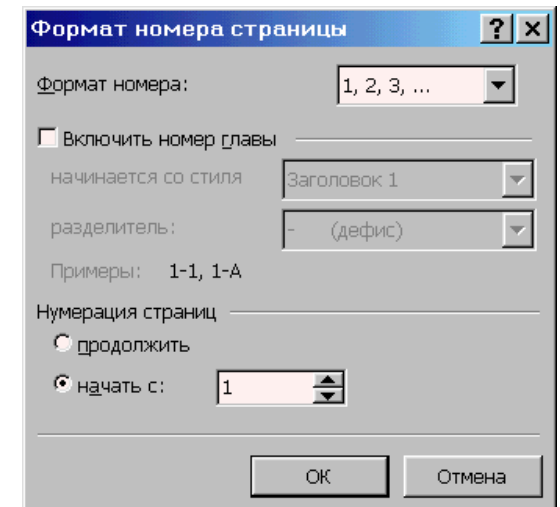 Формат номера страницы ? ×
Формат номера: 1, 2, 3, ...
Включить номер главы
начинается со стиля Заголовок 1
разделитель: - (дефис)
Примеры: 1-1, 1-A
Нумерация страниц
продолжить
начать с: 1
ОК Отмена